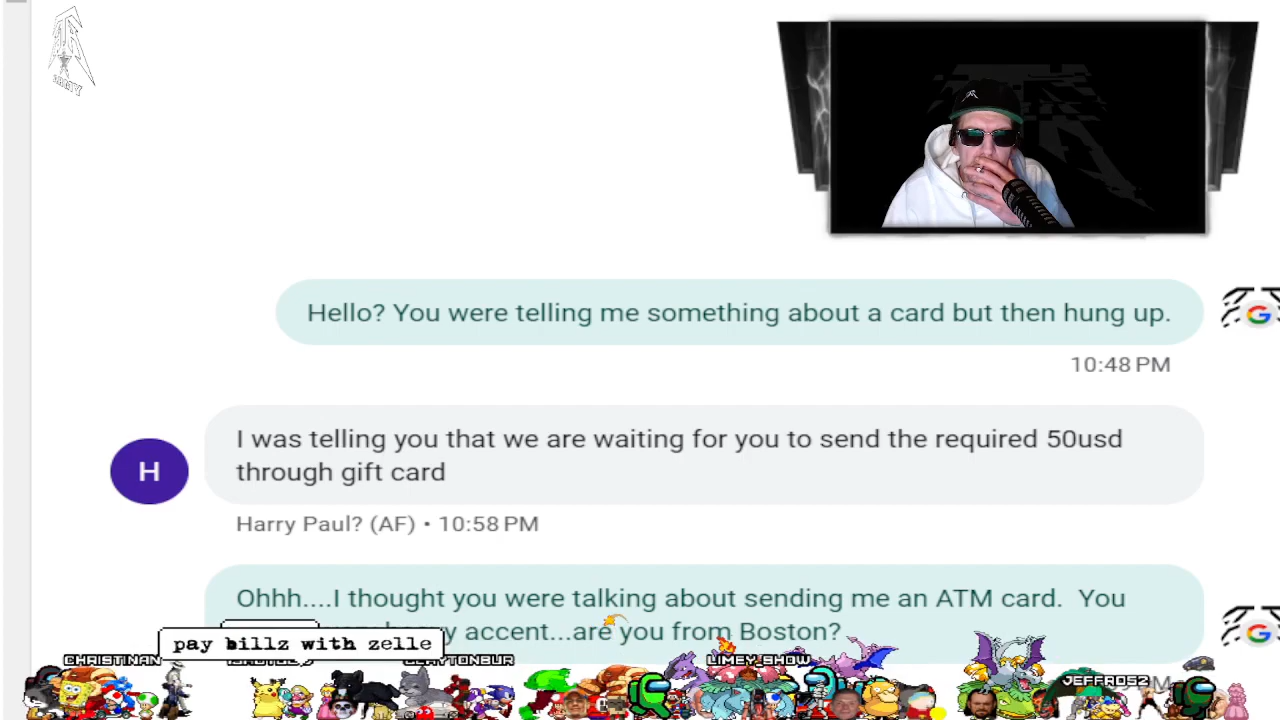 Hello? You were telling me something about a card but then hung up.
10:48 PM
I was telling you that we are waiting for you to send the required 50usd
through gift card
H
Harry Paul? (AF) • 10:58 PM
Ohhh....I thought you were talking about sending me an ATM card. You
accent...are you from Boston?
pay billz with zelle
CHRISTINAN
CLAYTONBUR
LIMEY_SHOW
JEFFR0S2